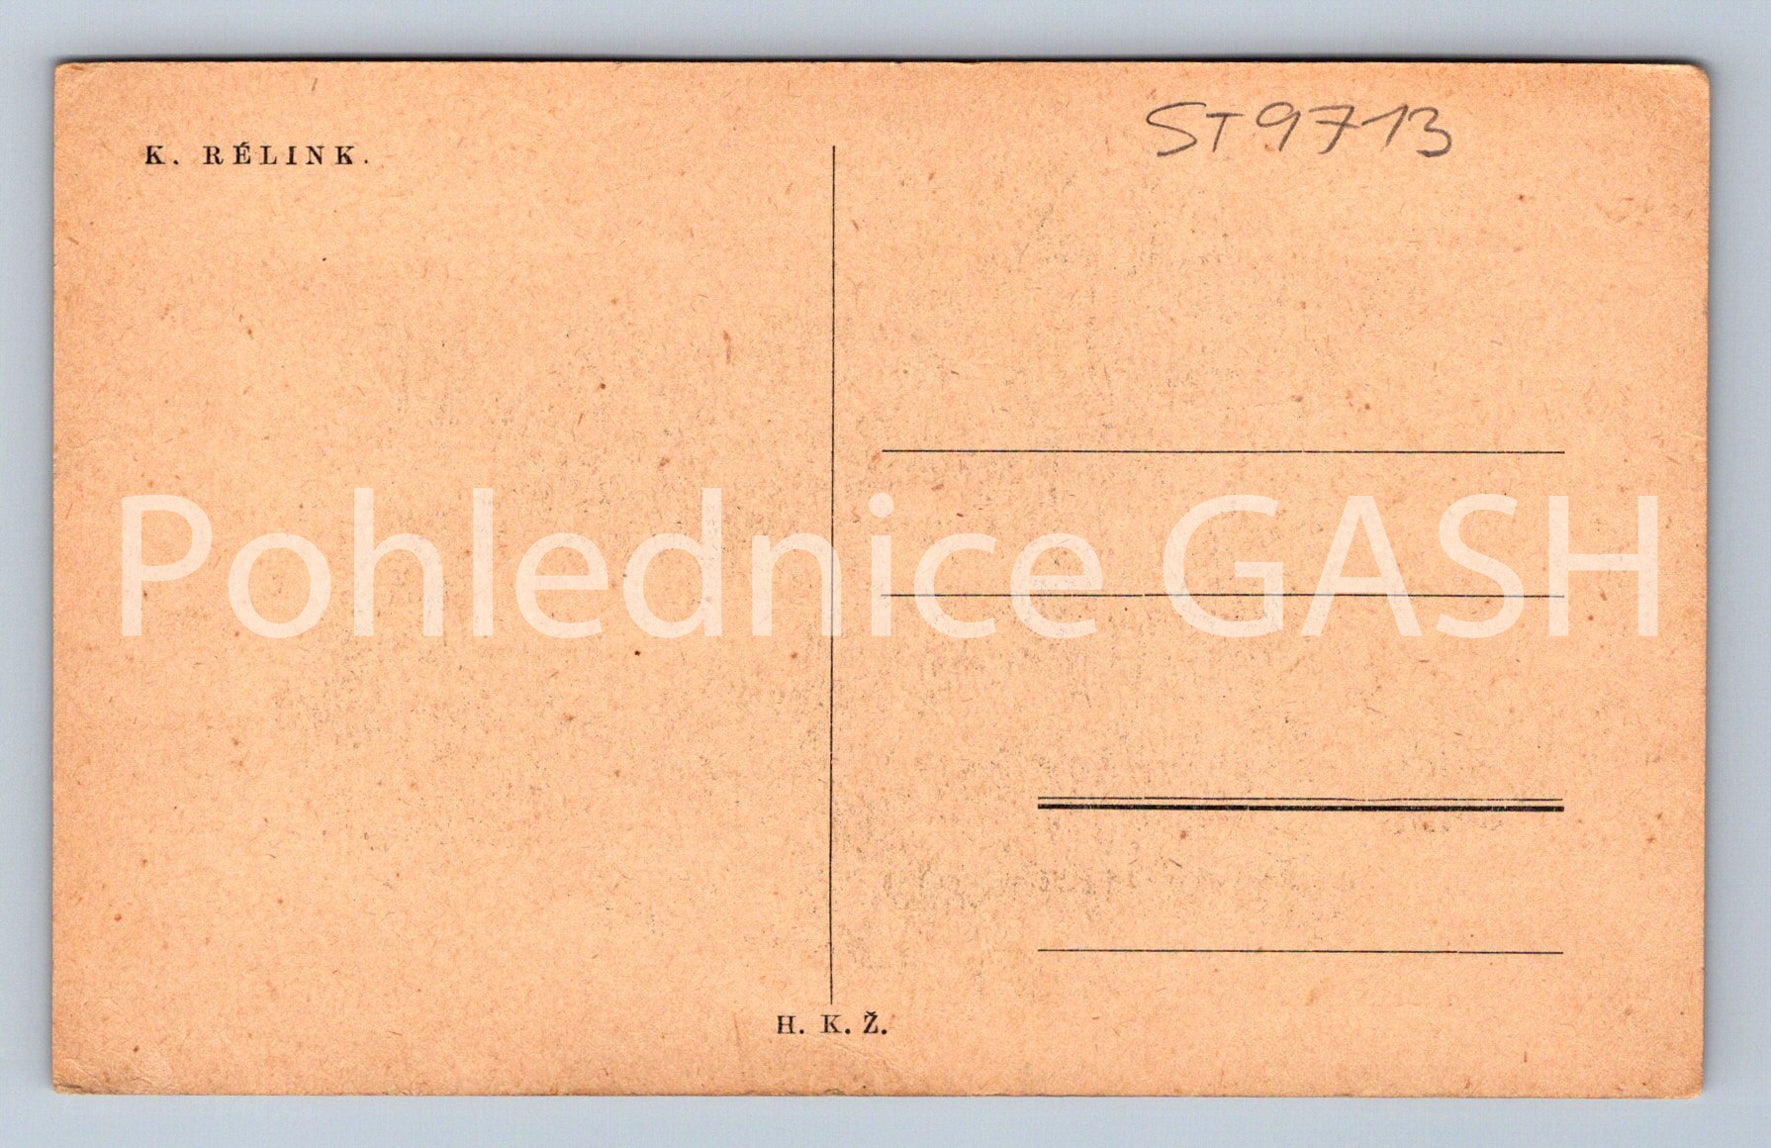 K. RÉLINK.
ST9713
Pohlednice GASH
H. K. Ž.